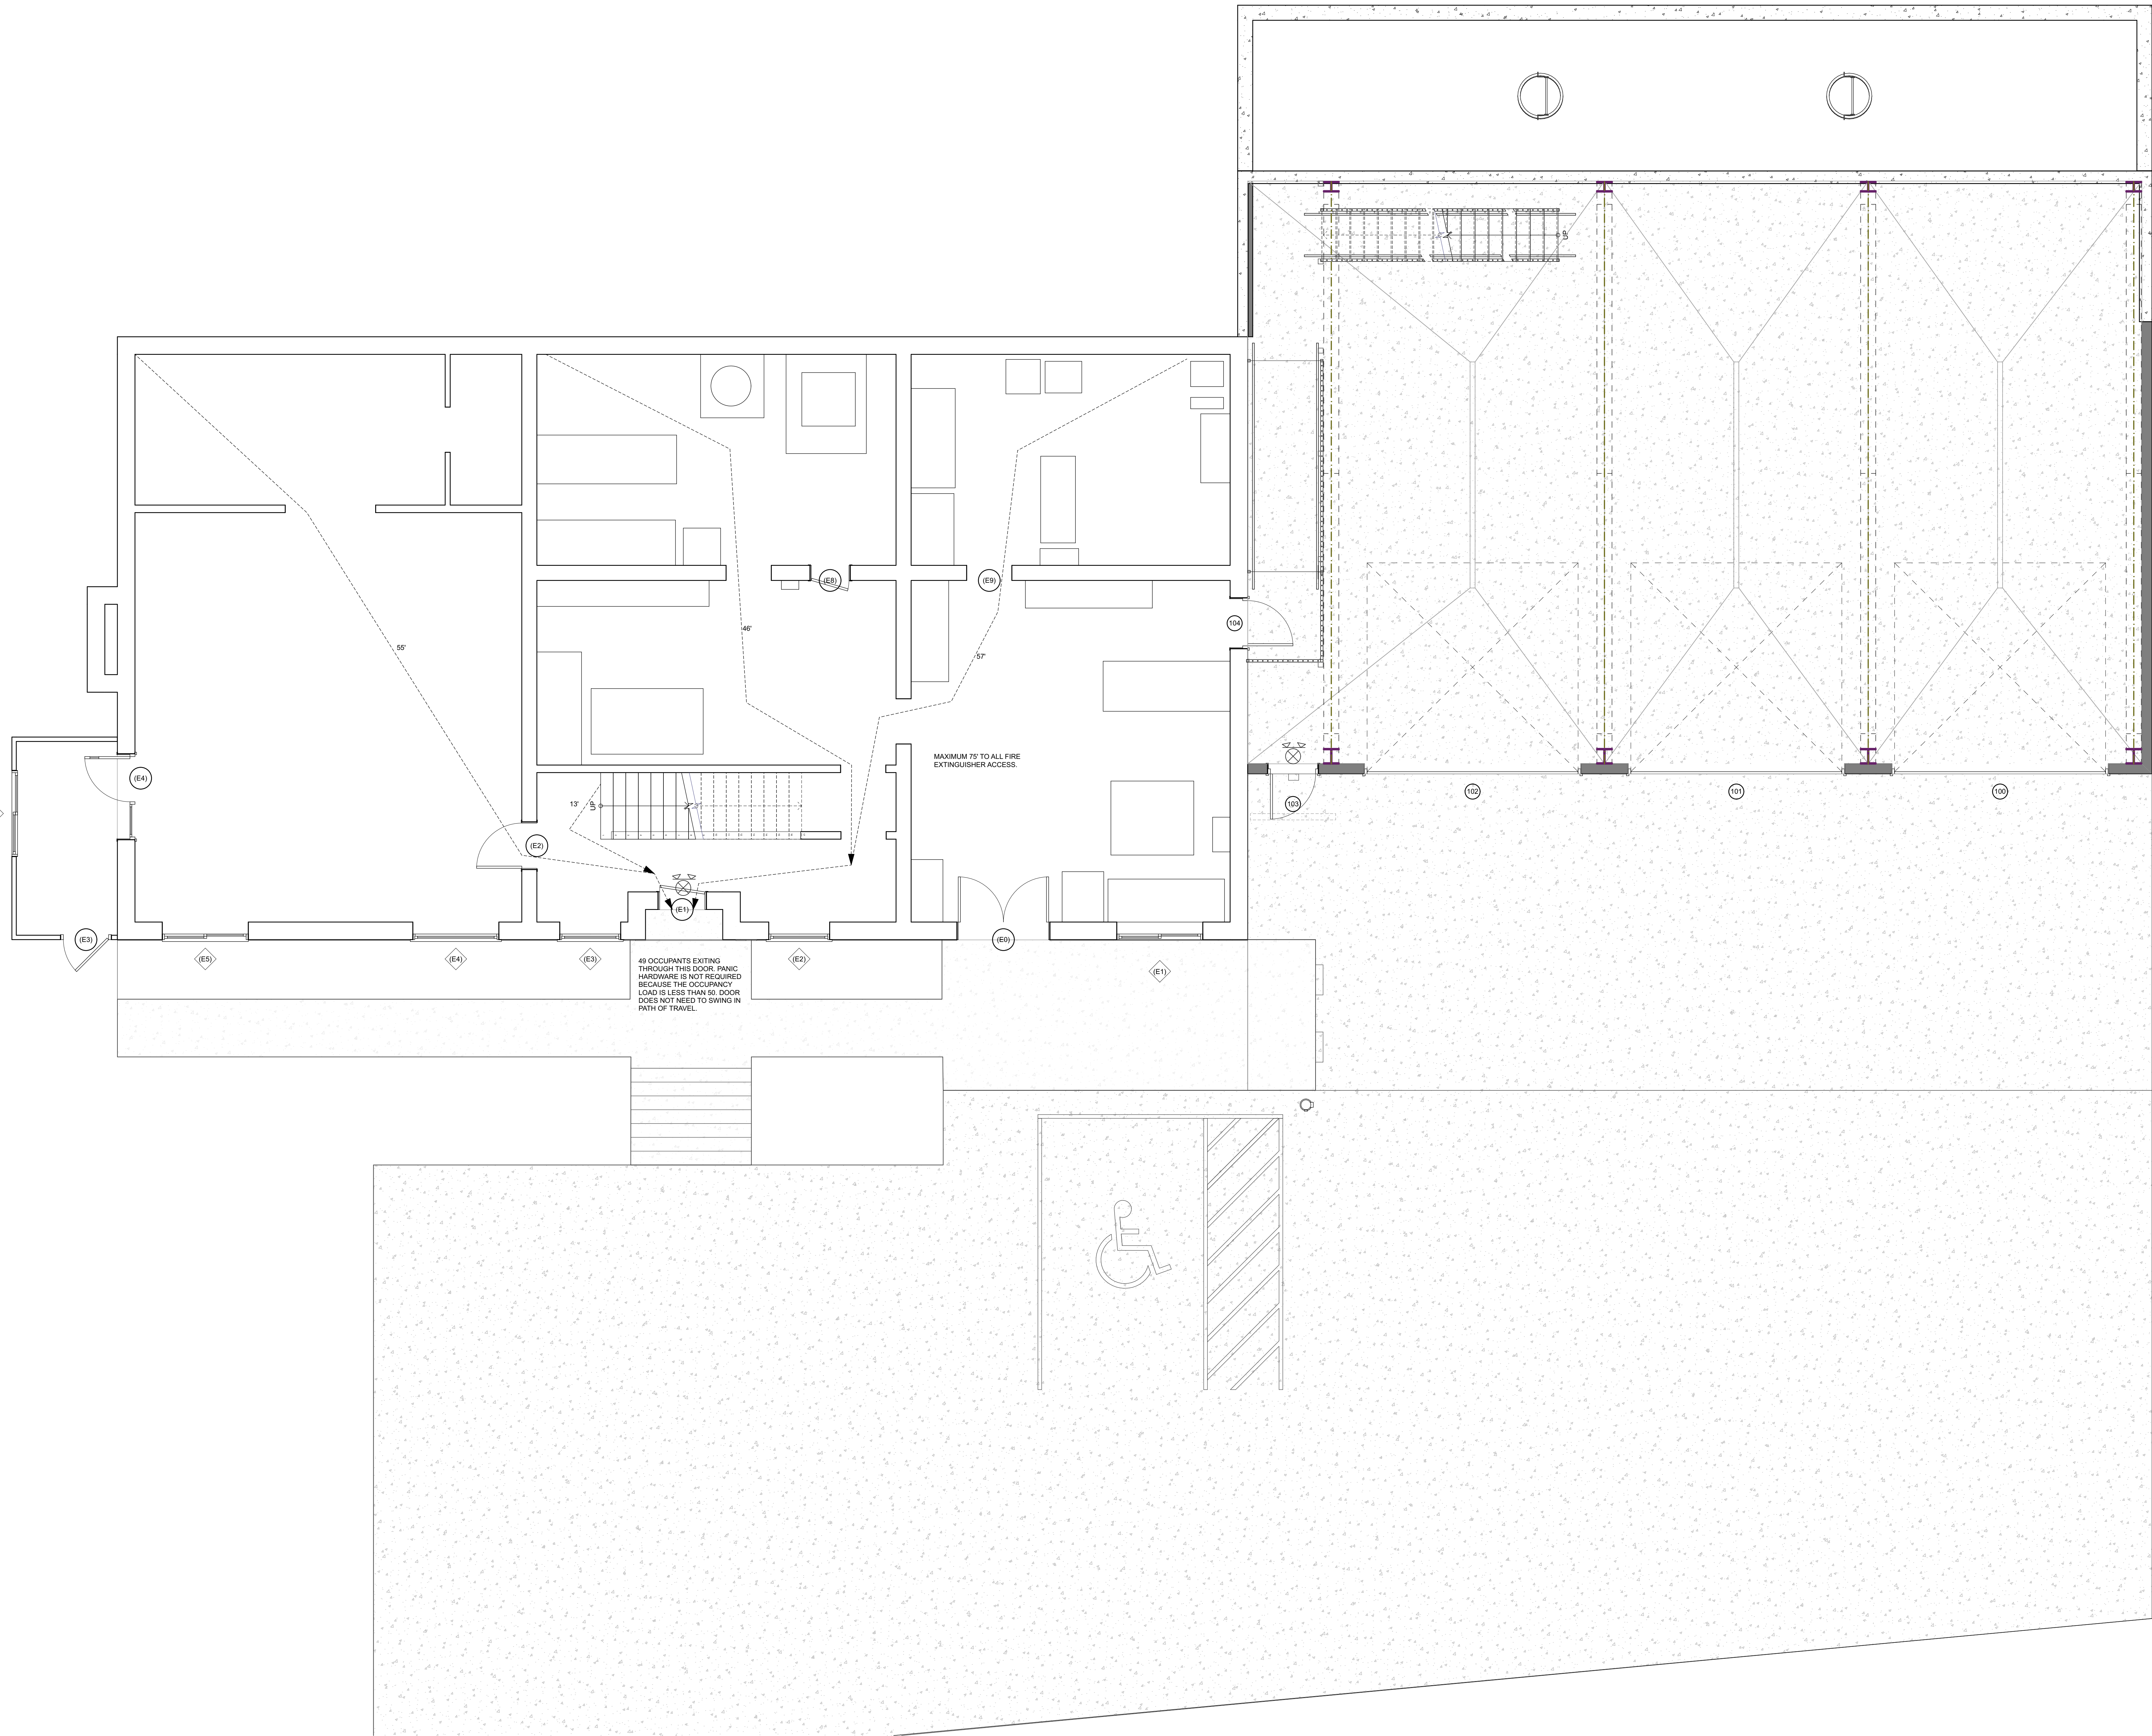 UP
(E8)
(E9)
104
46'
55'
57'
MAXIMUM 75' TO ALL FIRE
EXTINGUISHER ACCESS.
(E4)
102
101
100
13'
UP
103
(E2)
(E1)
(E3)
(E0)
(E5)
(E4)
(E3)
(E2)
(E1)
49 OCCUPANTS EXITING
THROUGH THIS DOOR. PANIC
HARDWARE IS NOT REQUIRED
BECAUSE THE OCCUPANCY
LOAD IS LESS THAN 50. DOOR
DOES NOT NEED TO SWING IN
PATH OF TRAVEL.